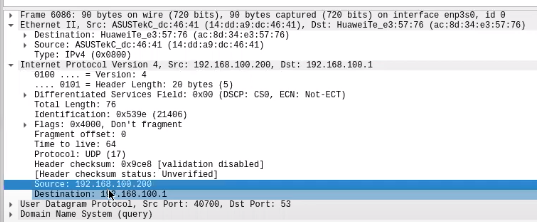 Frame 6086: 90 bytes on wire (720 bits), 90 bytes captured (720 bits) on interface enp3s0, id 0
Ethernet II, Src: ASUSTekC_dc:46:41 (14:dd:a9:dc:46:41), Dst: HuaweiTe_e3:57:76 (ac:8d:34:e3:57:76)
Destination: HuaweiTe_e3:57:76 (ac:8d:34:e3:57:76)
Source: ASUSTekC_dc:46:41 (14:dd:a9:dc:46:41)
Type: IPv4 (0x0800)
Internet Protocol Version 4, Src: 192.168.100.200, Dst: 192.168.100.1
0100 .... = Version: 4
.... 0101 = Header Length: 20 bytes (5)
Differentiated Services Field: 0x00 (DSCP: CS0, ECN: Not-ECT)
Total Length: 76
Identification: 0x539e (21406)
Flags: 0x4000, Don't fragment
Fragment offset: 0
Time to live: 64
Protocol: UDP (17)
Header checksum: 0x9ce8 [validation disabled]
[Header checksum status: Unverified]
Source: 192.168.100.200
Destination: 192.168.100.1
User Datagram Protocol, Src Port: 40700, Dst Port: 53
Domain Name System (query)